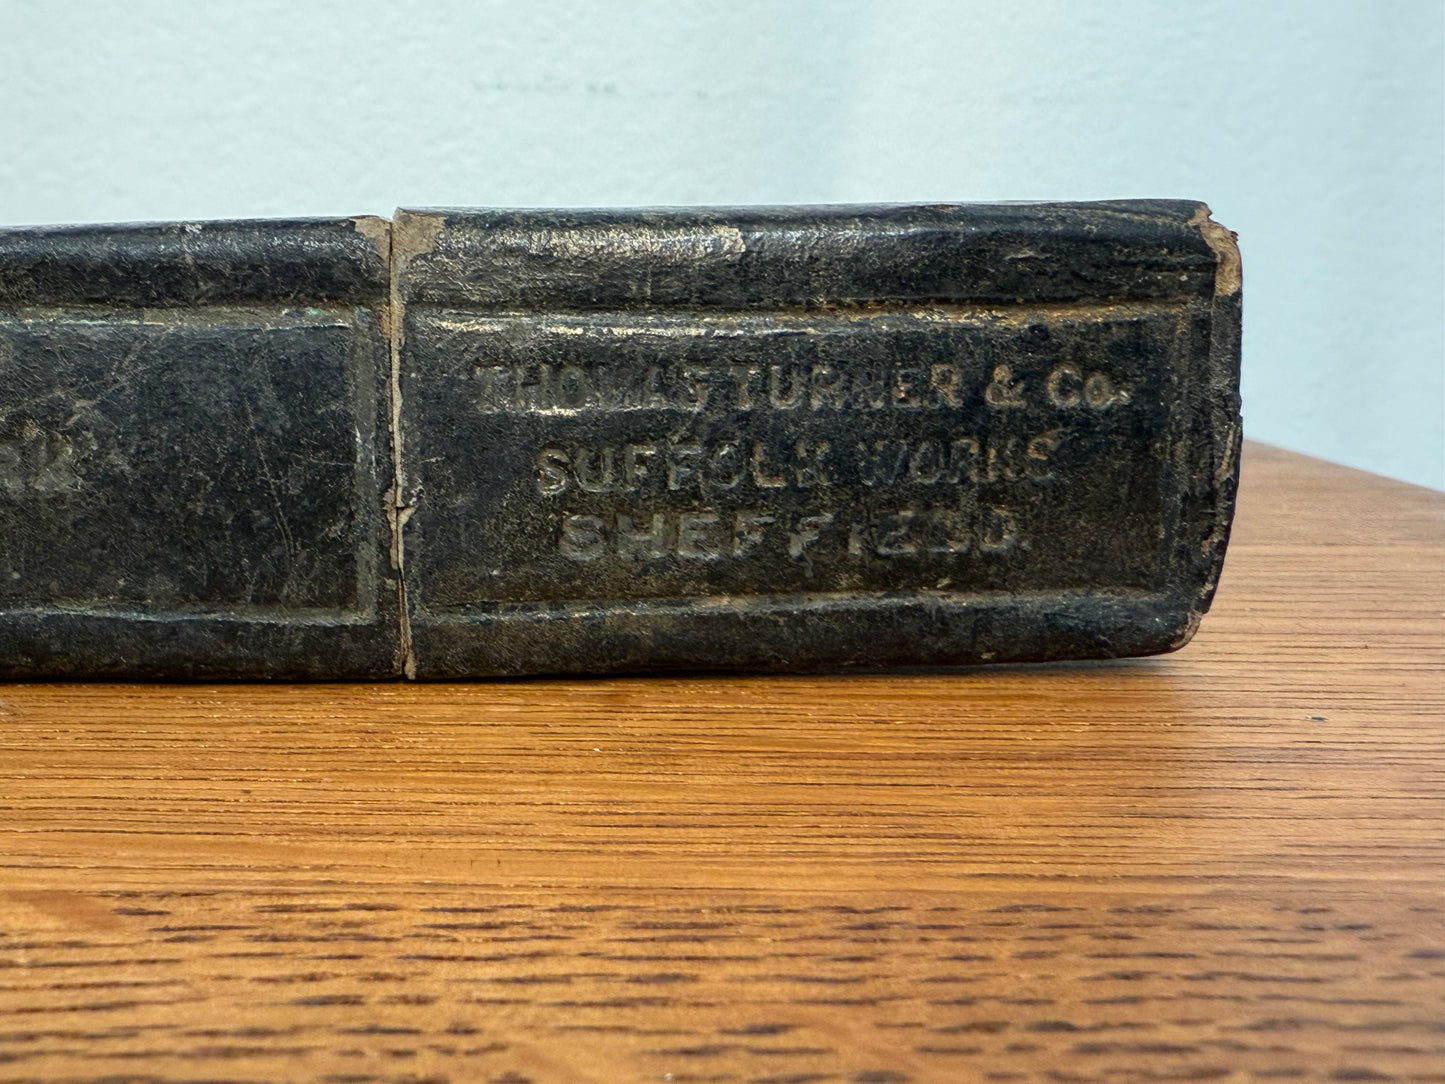 THOMAS TURNER & Co.
SUFFOLK WORKS
SHEFFIELD.